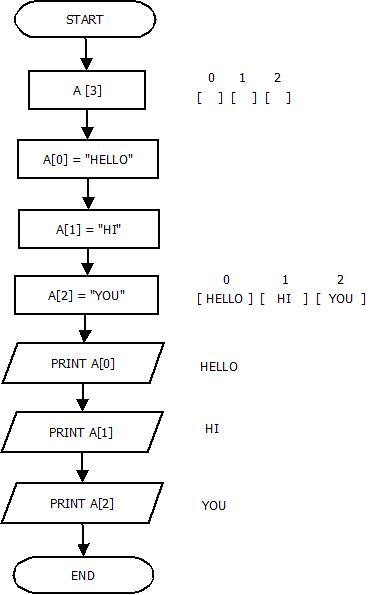 START
0 1 2
A [3]
[ ] [ ] [ ]
A[0] = "HELLO"
A[1] = "HI"
0 1 2
A[2] = "YOU"
[ HELLO ] [ HI ] [ YOU ]
PRINT A[0]
HELLO
PRINT A[1]
HI
PRINT A[2]
YOU
END